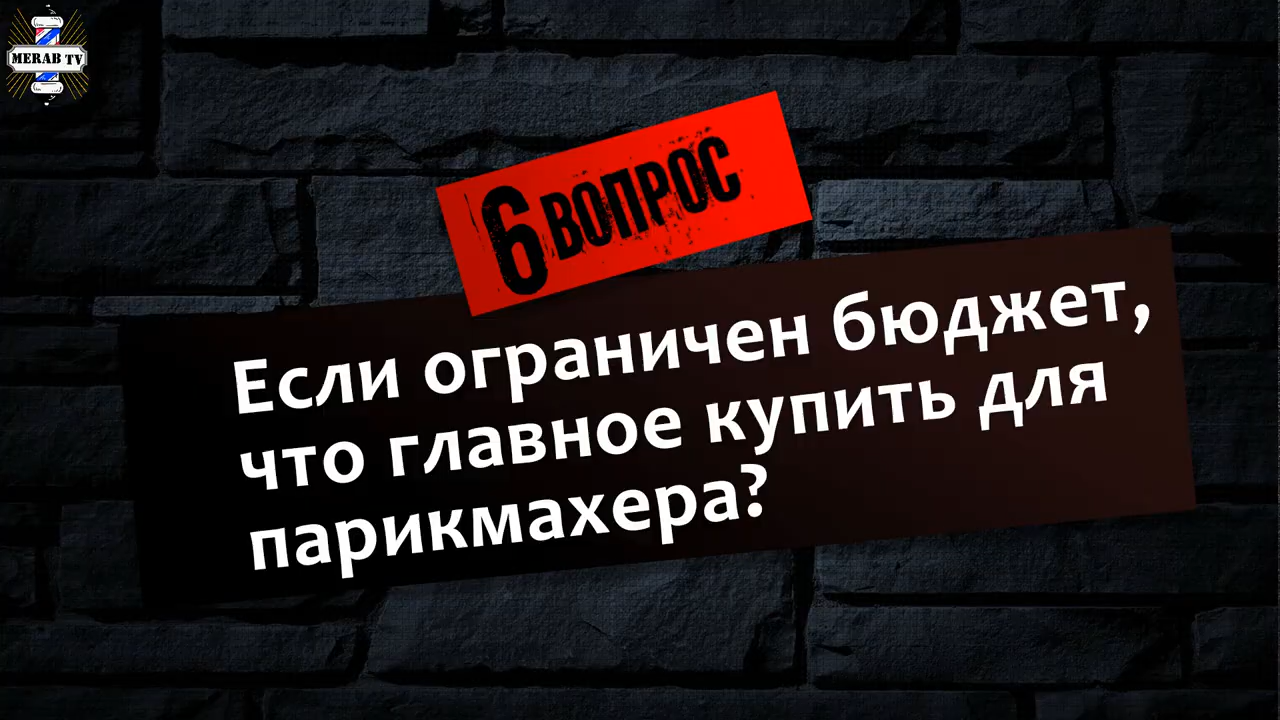 MERAB TV
6 ВОПРОС
Если ограничен бюджет,
что главное купить для
парикмахера?